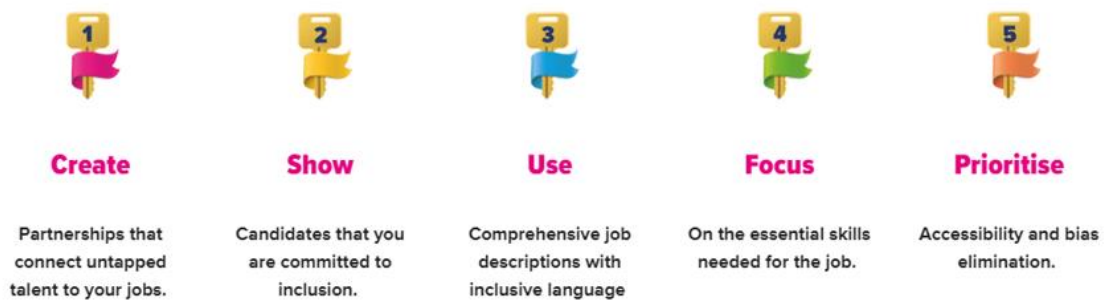 1
2
3
4
5
Create
Show
Use
Focus
Prioritise
Partnerships that
connect untapped
talent to your jobs.
Candidates that you
are committed to
inclusion.
Comprehensive job
descriptions with
inclusive language
On the essential skills
needed for the job.
Accessibility and bias
elimination.